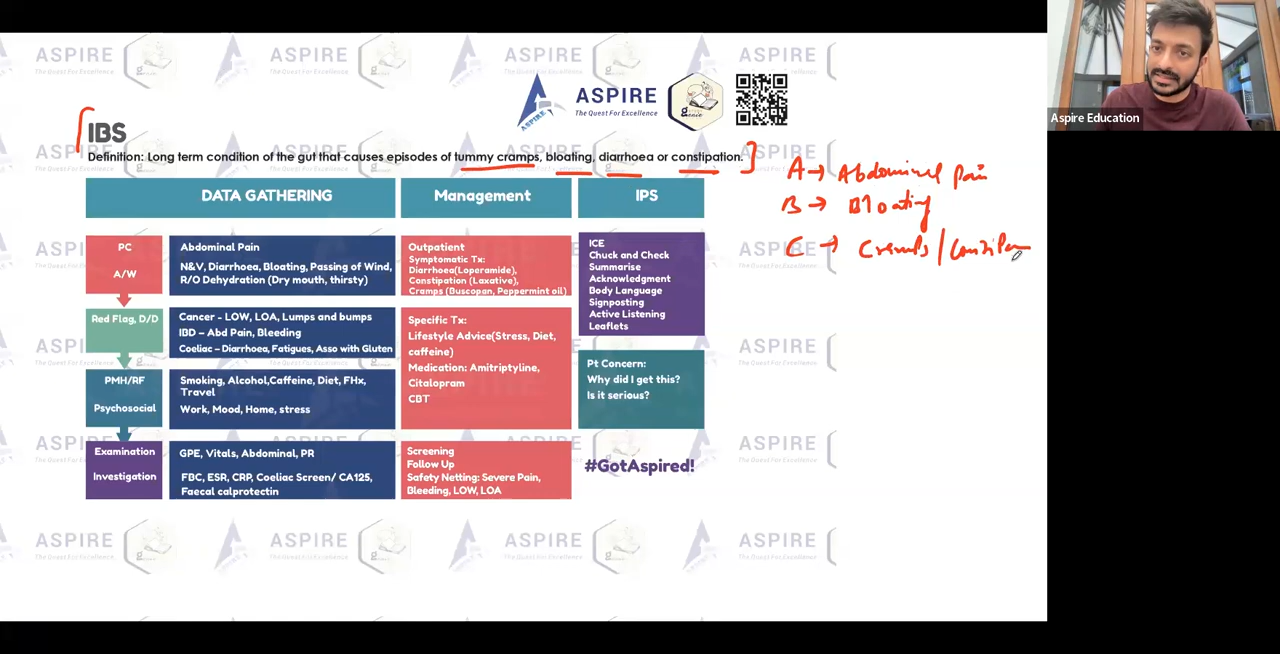 ASPIRE
The Quest For Excellence
Aspire Education
IBS
Definition: Long term condition of the gut that causes episodes of tummy cramps, bloating, diarrhoea or constipation.
A → Abdominal Pain
B → Bloating
C → Cramps/
DATA GATHERING
Management
IPS
PC
A/W
Abdominal Pain
N&V, Diarrhoea, Bloating, Passing of Wind,
R/O Dehydration (Dry mouth, thirsty)
Outpatient
Symptomatic Tx:
Diarrhoea(Loperamide),
Constipation (Laxative),
Cramps (Buscopan, Peppermint oil)
ICE
Chuck and Check
Summarise
Acknowledgment
Body Language
Signposting
Active Listening
Leaflets
Red Flag, D/D
Cancer - LOW, LOA, Lumps and bumps
IBD – Abd Pain, Bleeding
Coeliac – Diarrhoea, Fatigues, Asso with Gluten
Specific Tx:
Lifestyle Advice(Stress, Diet,
caffeine)
Medication: Amitriptyline,
Citalopram
CBT
Pt Concern:
Why did I get this?
Is it serious?
PMH/RF
Psychosocial
Smoking, Alcohol,Caffeine, Diet, FHx,
Travel
Work, Mood, Home, stress
Examination
Investigation
GPE, Vitals, Abdominal, PR
FBC, ESR, CRP, Coeliac Screen/ CA125,
Faecal calprotectin
Screening
Follow Up
Safety Netting: Severe Pain,
Bleeding, LOW, LOA
#GotAspired!